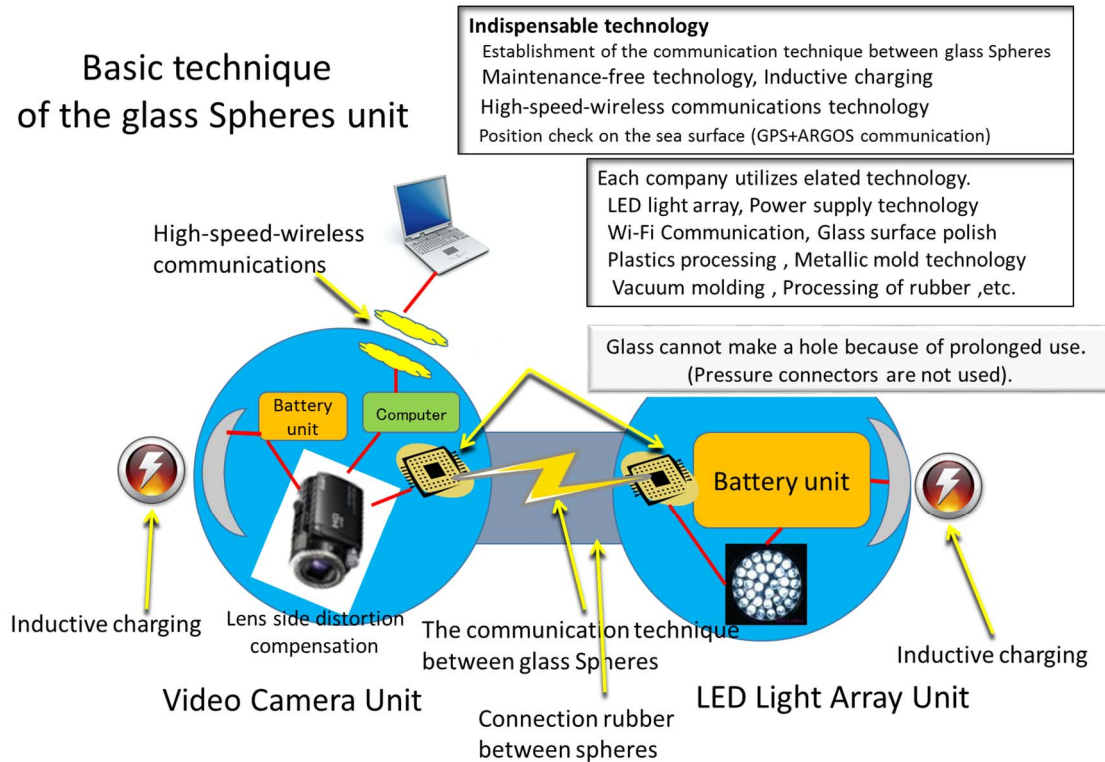 Basic technique
of the glass Spheres unit
Indispensable technology
Establishment of the communication technique between glass Spheres
Maintenance-free technology, Inductive charging
High-speed-wireless communications technology
Position check on the sea surface (GPS+ARGOS communication)
Each company utilizes elated technology.
LED light array, Power supply technology
Wi-Fi Communication, Glass surface polish
Plastics processing , Metallic mold technology
Vacuum molding , Processing of rubber ,etc.
Glass cannot make a hole because of prolonged use.
(Pressure connectors are not used).
High-speed-wireless
communications
Battery
unit
Computer
Battery unit
Inductive charging
Lens side distortion
compensation
The communication technique
between glass Spheres
Inductive charging
Video Camera Unit
LED Light Array Unit
Connection rubber
between spheres